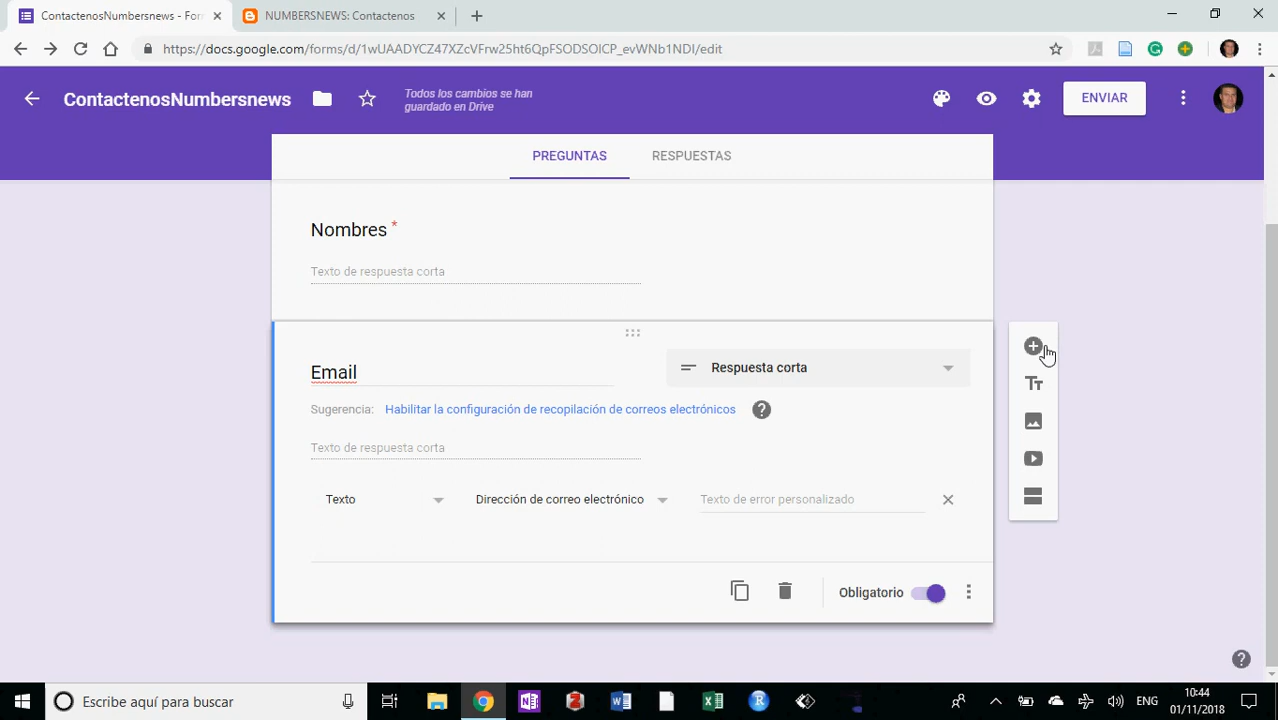 ContactenosNumbersnews - For
NUMBERSNEWS: Contactenos
https://docs.google.com/forms/d/1wUAADYCZ47XZcVFrw25ht6QpFSODSOICP_evWNb1NDI/edit
ContactenosNumbersnews
Todos los cambios se han
guardado en Drive
ENVIAR
PREGUNTAS RESPUESTAS
Nombres *
Texto de respuesta corta
Email
Respuesta corta
Sugerencia: Habilitar la configuración de recopilación de correos electrónicos
Texto de respuesta corta
Texto Dirección de correo electrónico Texto de error personalizado
Obligatorio
Escribe aquí para buscar
ENG
10:44
01/11/2018